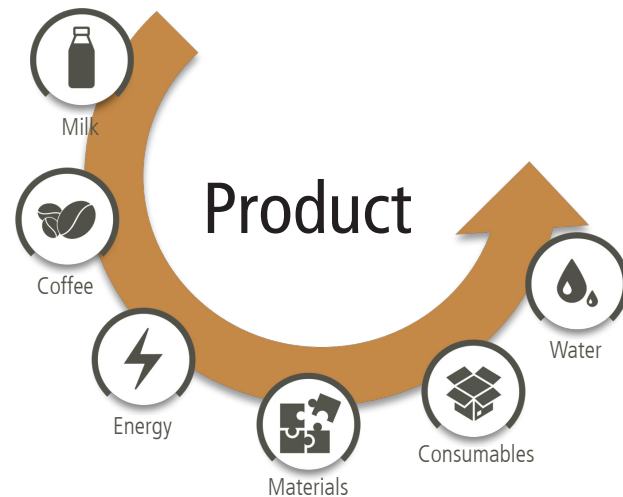 Milk
Product
Coffee
Energy
Materials
Consumables
Water